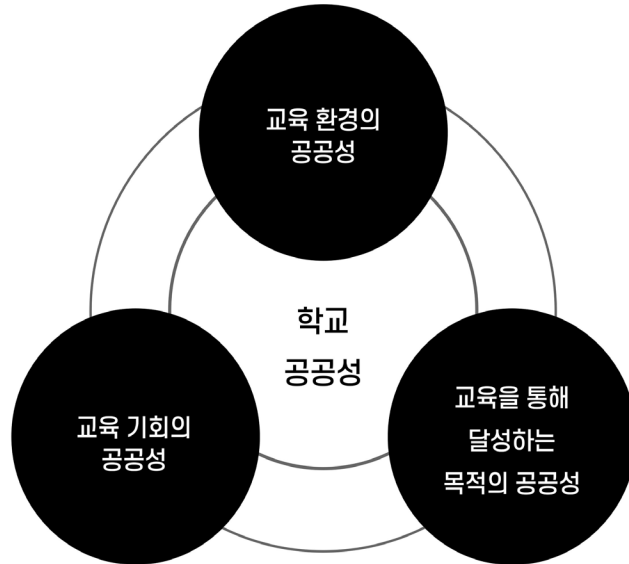 교육 환경의
공공성
학교
공공성
교육 기회의
공공성
교육을 통해
달성하는
목적의 공공성